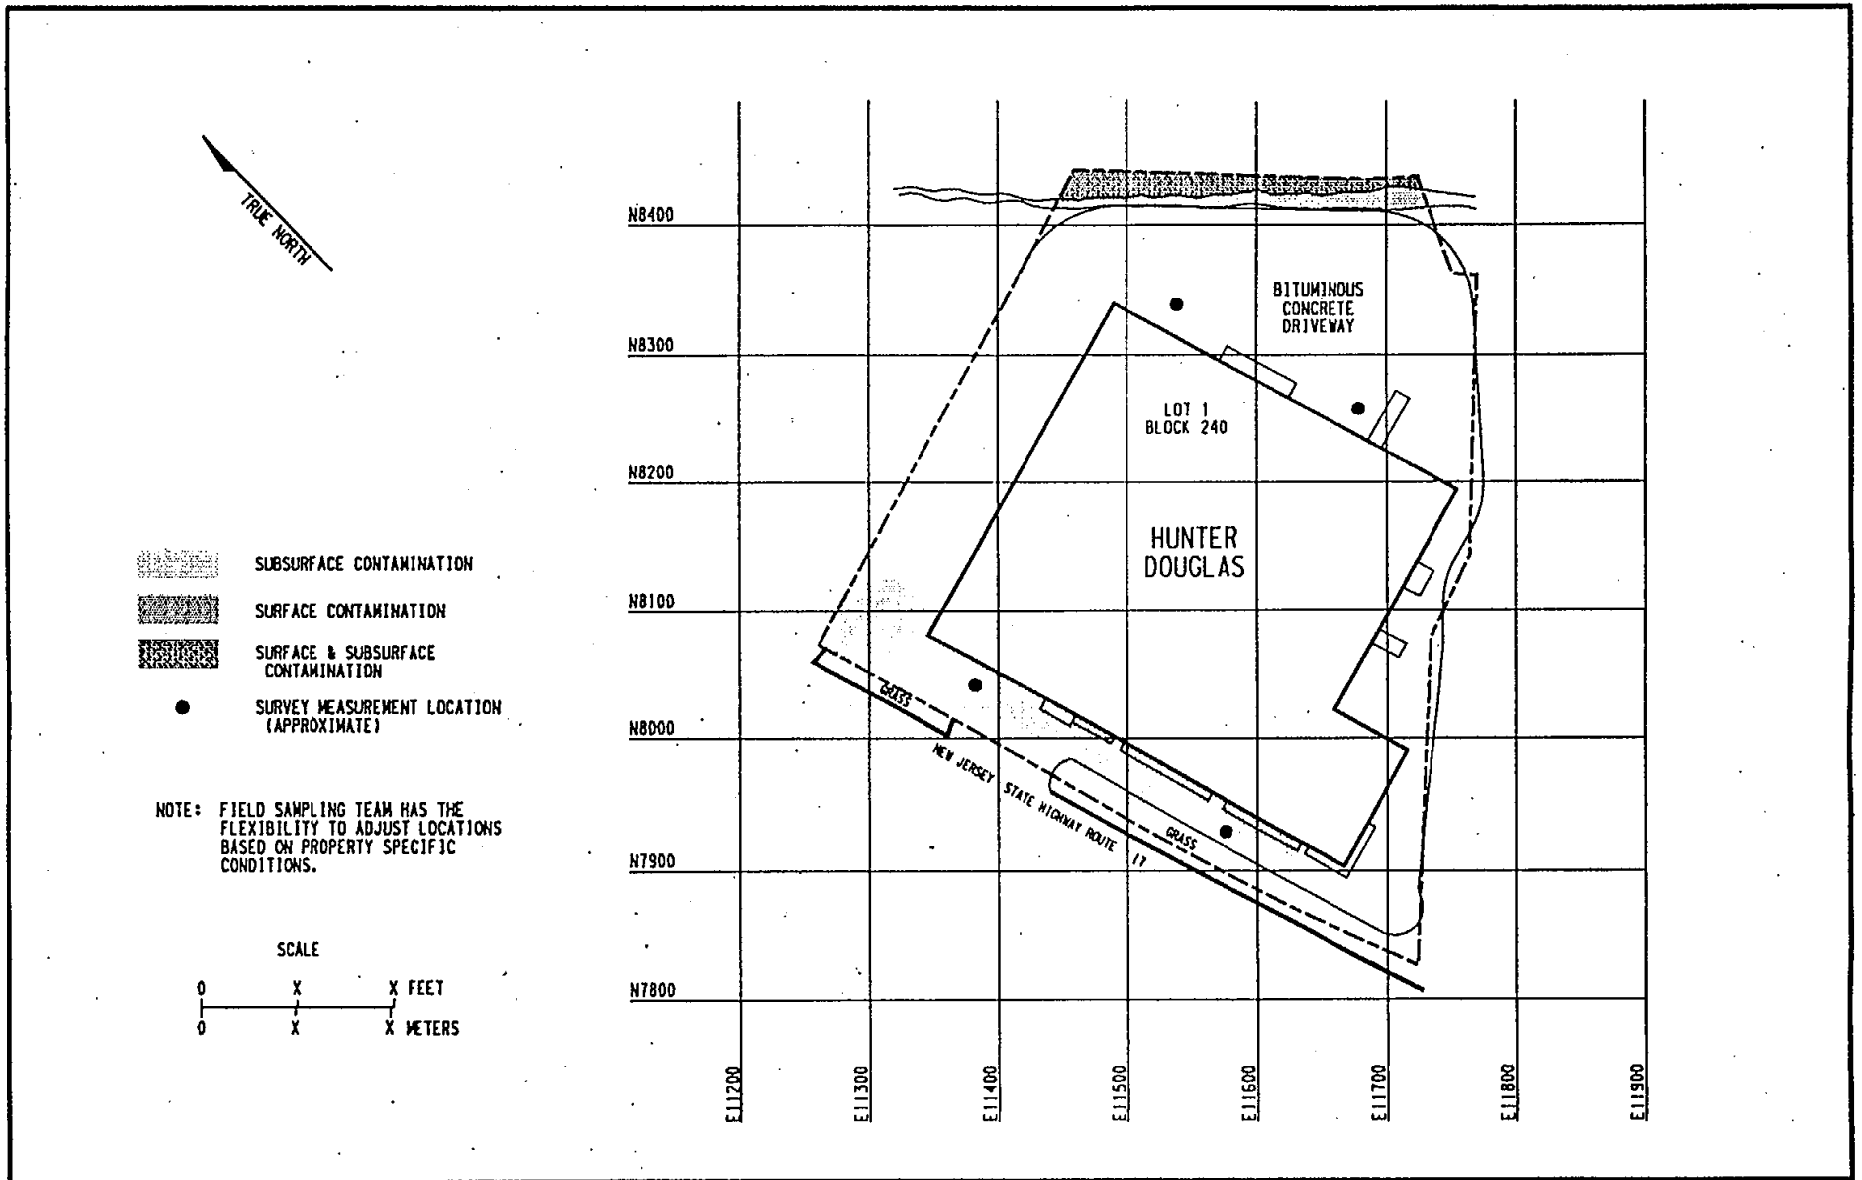 TRUE NORTH
N8400
BITUMINOUS
CONCRETE
DRIVEWAY
N8300
LOT 1
BLOCK 240
N8200
HUNTER
DOUGLAS
SUBSURFACE CONTAMINATION
SURFACE CONTAMINATION
SURFACE & SUBSURFACE
CONTAMINATION
SURVEY MEASUREMENT LOCATION
(APPROXIMATE)
N8100
GRASS
N8000
NEW JERSEY STATE HIGHWAY ROUTE 17
GRASS
N7900
N7800
NOTE: FIELD SAMPLING TEAM HAS THE
FLEXIBILITY TO ADJUST LOCATIONS
BASED ON PROPERTY SPECIFIC
CONDITIONS.
SCALE
0 X X FEET
0 X X METERS
E11200
E11300
E11400
E11500
E11600
E11700
E11800
E11900